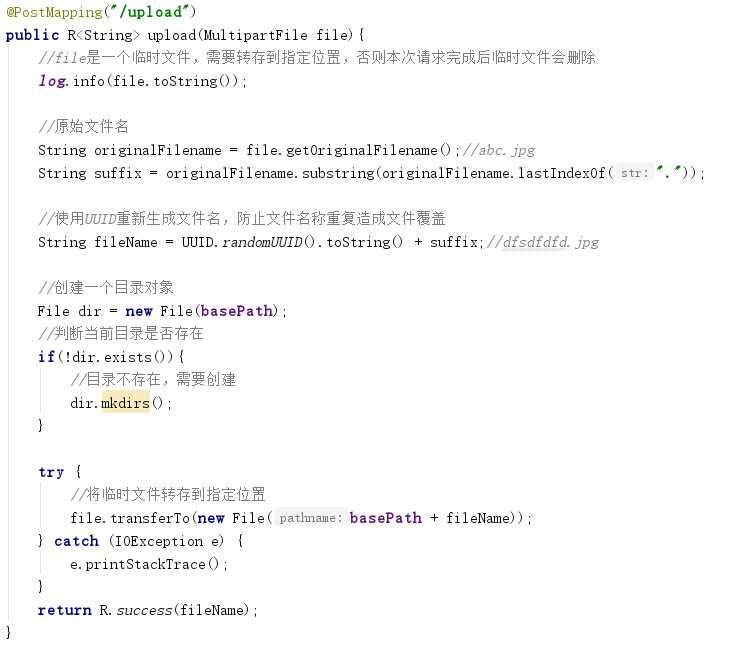 @PostMapping("/upload")
public R<String> upload(MultipartFile file){
//file是一个临时文件，需要转存到指定位置，否则本次请求完成后临时文件会删除
log.info(file.toString());
//原始文件名
String originalFilename = file.getOriginalFilename();//abc.jpg
String suffix = originalFilename.substring(originalFilename.lastIndexOf( str: "."));
//使用UUID重新生成文件名，防止文件名称重复造成文件覆盖
String fileName = UUID.randomUUID().toString() + suffix;//dfsdfdfd.jpg
//创建一个目录对象
File dir = new File(basePath);
//判断当前目录是否存在
if(!dir.exists()){
//目录不存在，需要创建
dir.mkdirs();
}
try {
//将临时文件转存到指定位置
file.transferTo(new File( pathname: basePath + fileName));
} catch (IOException e) {
e.printStackTrace();
}
return R.success(fileName);
}